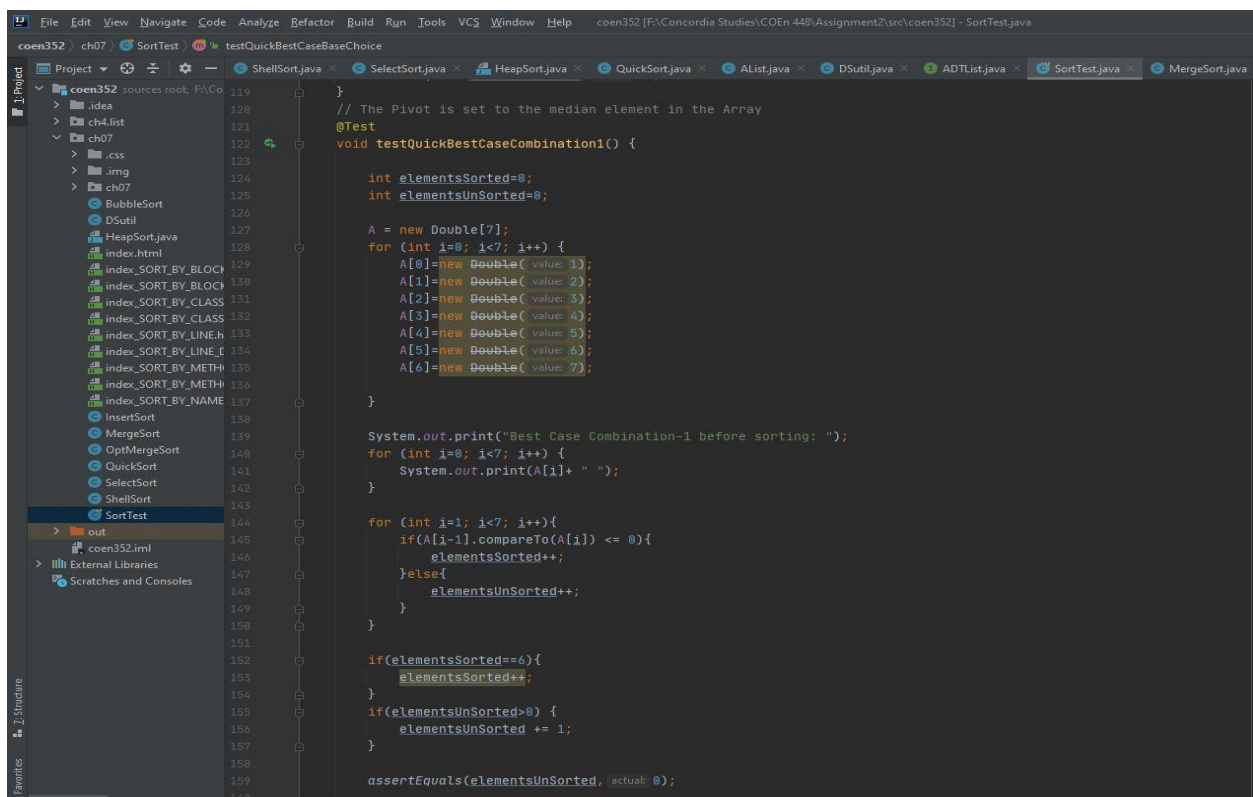 File Edit View Navigate Code Analyze Refactor Build Run Tools VCS Window Help coen352 [F:\Concordia Studies\COEn 448\Assignment2\src\coen352] - SortTest.java
coen352 ch07 SortTest testQuickBestCaseBaseChoice
Project ShellSort.java SelectSort.java HeapSort.java QuickSort.java AList.java DSutil.java ADTList.java SortTest.java MergeSort.java
1: Project
coen352 sources root, F:\Co
.idea
ch4.list
ch07
.css
.img
ch07
BubbleSort
DSutil
HeapSort.java
index.html
index_SORT_BY_BLOCK
index_SORT_BY_BLOCK
index_SORT_BY_CLASS
index_SORT_BY_CLASS
index_SORT_BY_LINE.h
index_SORT_BY_LINE_D
index_SORT_BY_METH
index_SORT_BY_METH
index_SORT_BY_NAME
InsertSort
MergeSort
OptMergeSort
QuickSort
SelectSort
ShellSort
SortTest
out
coen352.iml
External Libraries
Scratches and Consoles
7: Structure
Favorites
119 }
120 // The Pivot is set to the median element in the Array
121 @Test
122 void testQuickBestCaseCombination1() {
123
124 int elementsSorted=0;
125 int elementsUnSorted=0;
126
127 A = new Double[7];
128 for (int i=0; i<7; i++) {
129 A[0]=new Double( value: 1);
130 A[1]=new Double( value: 2);
131 A[2]=new Double( value: 3);
132 A[3]=new Double( value: 4);
133 A[4]=new Double( value: 5);
134 A[5]=new Double( value: 6);
135 A[6]=new Double( value: 7);
136
137 }
138
139 System.out.print("Best Case Combination-1 before sorting: ");
140 for (int i=0; i<7; i++) {
141 System.out.print(A[i]+ " ");
142 }
143
144 for (int i=1; i<7; i++){
145 if(A[i-1].compareTo(A[i]) <= 0){
146 elementsSorted++;
147 }else{
148 elementsUnSorted++;
149 }
150 }
151
152 if(elementsSorted==6){
153 elementsSorted++;
154 }
155 if(elementsUnSorted>0) {
156 elementsUnSorted += 1;
157 }
158
159 assertEquals(elementsUnSorted, actual: 0);